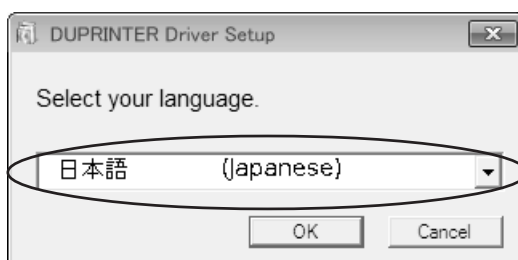 DUPRINTER Driver Setup
Select your language.
日本語 (Japanese)
OK Cancel